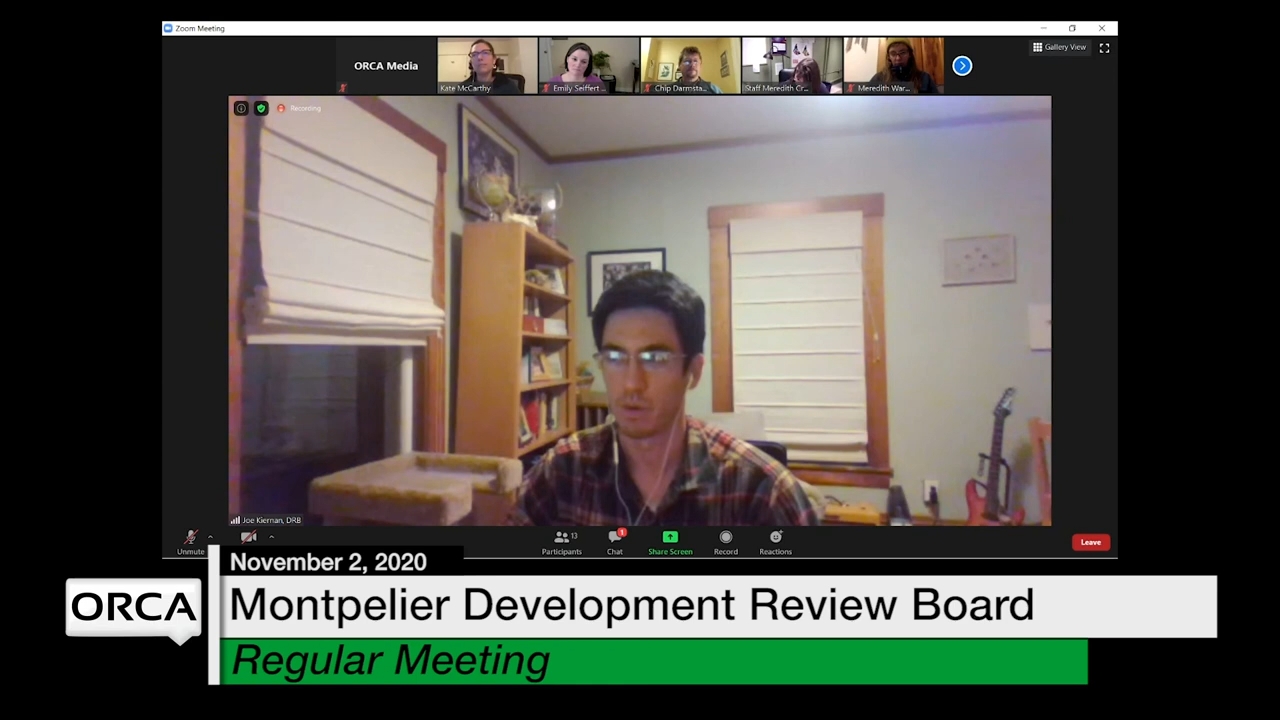 Zoom Meeting
ORCA Media
Kate McCarthy
Emily Seiffert ...
Chip Darmsta...
Staff Meredith Cr...
Meredith War...
Gallery View
Recording
Joe Kiernan, DRB
Unmute
Participants
13
Chat
1
Share Screen
Record
Reactions
Leave
November 2, 2020
ORCA
Montpelier Development Review Board
Regular Meeting